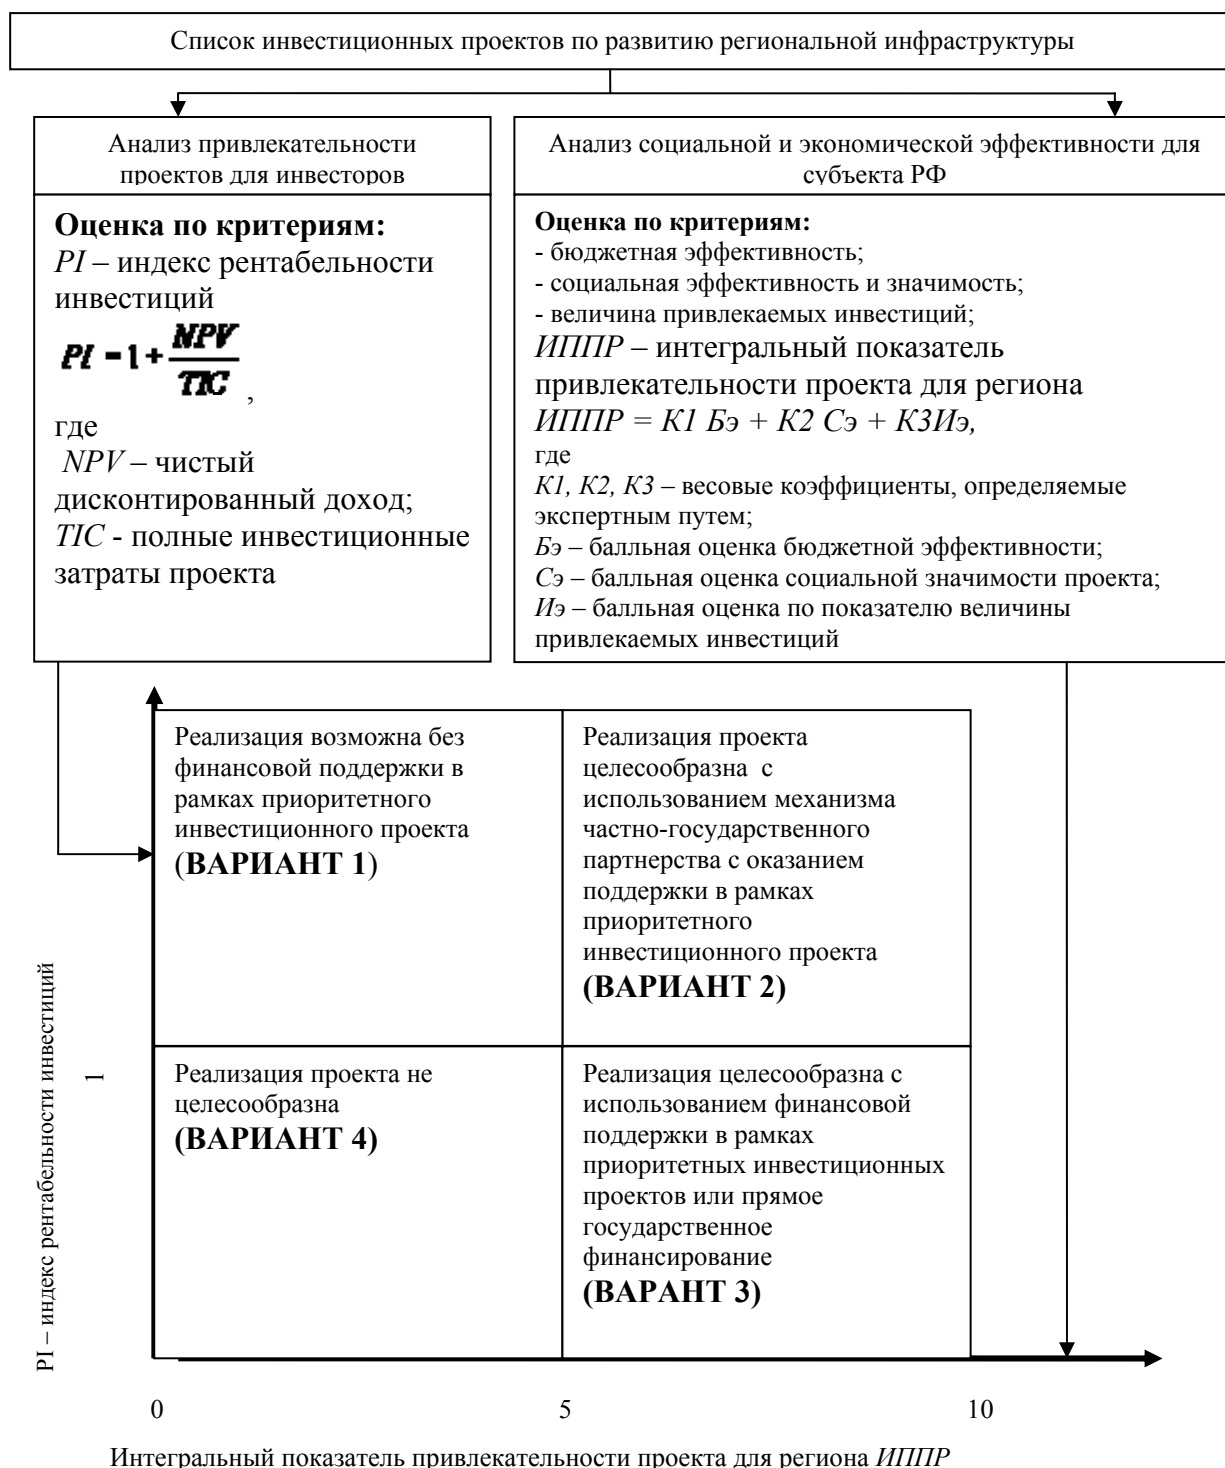 Список инвестиционных проектов по развитию региональной инфраструктуры
Анализ привлекательности
проектов для инвесторов
Оценка по критериям:
PI – индекс рентабельности
инвестиций
PI = 1 + NPV / TIC ,
где
NPV – чистый
дисконтированный доход;
TIC - полные инвестиционные
затраты проекта
Анализ социальной и экономической эффективности для
субъекта РФ
Оценка по критериям:
- бюджетная эффективность;
- социальная эффективность и значимость;
- величина привлекаемых инвестиций;
ИППР – интегральный показатель
привлекательности проекта для региона
ИППР = К1 Бэ + К2 Сэ + К3Иэ,
где
К1, К2, К3 – весовые коэффициенты, определяемые
экспертным путем;
Бэ – балльная оценка бюджетной эффективности;
Сэ – балльная оценка социальной значимости проекта;
Иэ – балльная оценка по показателю величины
привлекаемых инвестиций
Реализация возможна без
финансовой поддержки в
рамках приоритетного
инвестиционного проекта
(ВАРИАНТ 1)
Реализация проекта
целесообразна с
использованием механизма
частно-государственного
партнерства с оказанием
поддержки в рамках
приоритетного
инвестиционного проекта
(ВАРИАНТ 2)
Реализация проекта не
целесообразна
(ВАРИАНТ 4)
Реализация целесообразна с
использованием финансовой
поддержки в рамках
приоритетных инвестиционных
проектов или прямое
государственное
финансирование
(ВАРАНТ 3)
PI – индекс рентабельности инвестиций
1
0 5 10
Интегральный показатель привлекательности проекта для региона ИППР